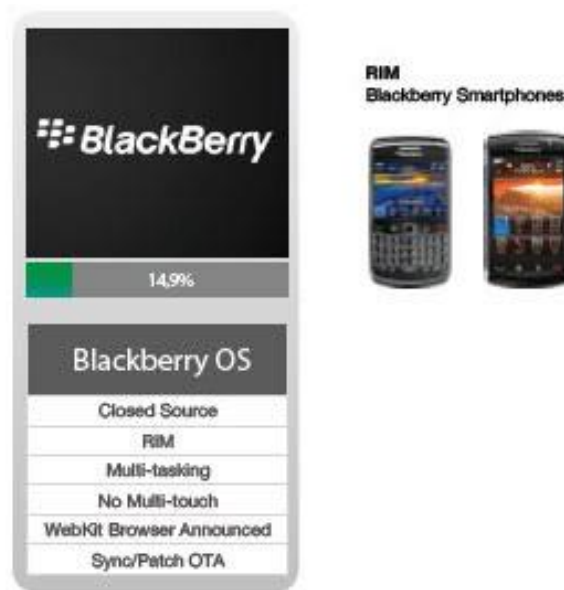 BlackBerry
14,9%
Blackberry OS
Closed Source
RIM
Multi-tasking
No Multi-touch
WebKit Browser Announced
Sync/Patch OTA
RIM
Blackberry Smartphones